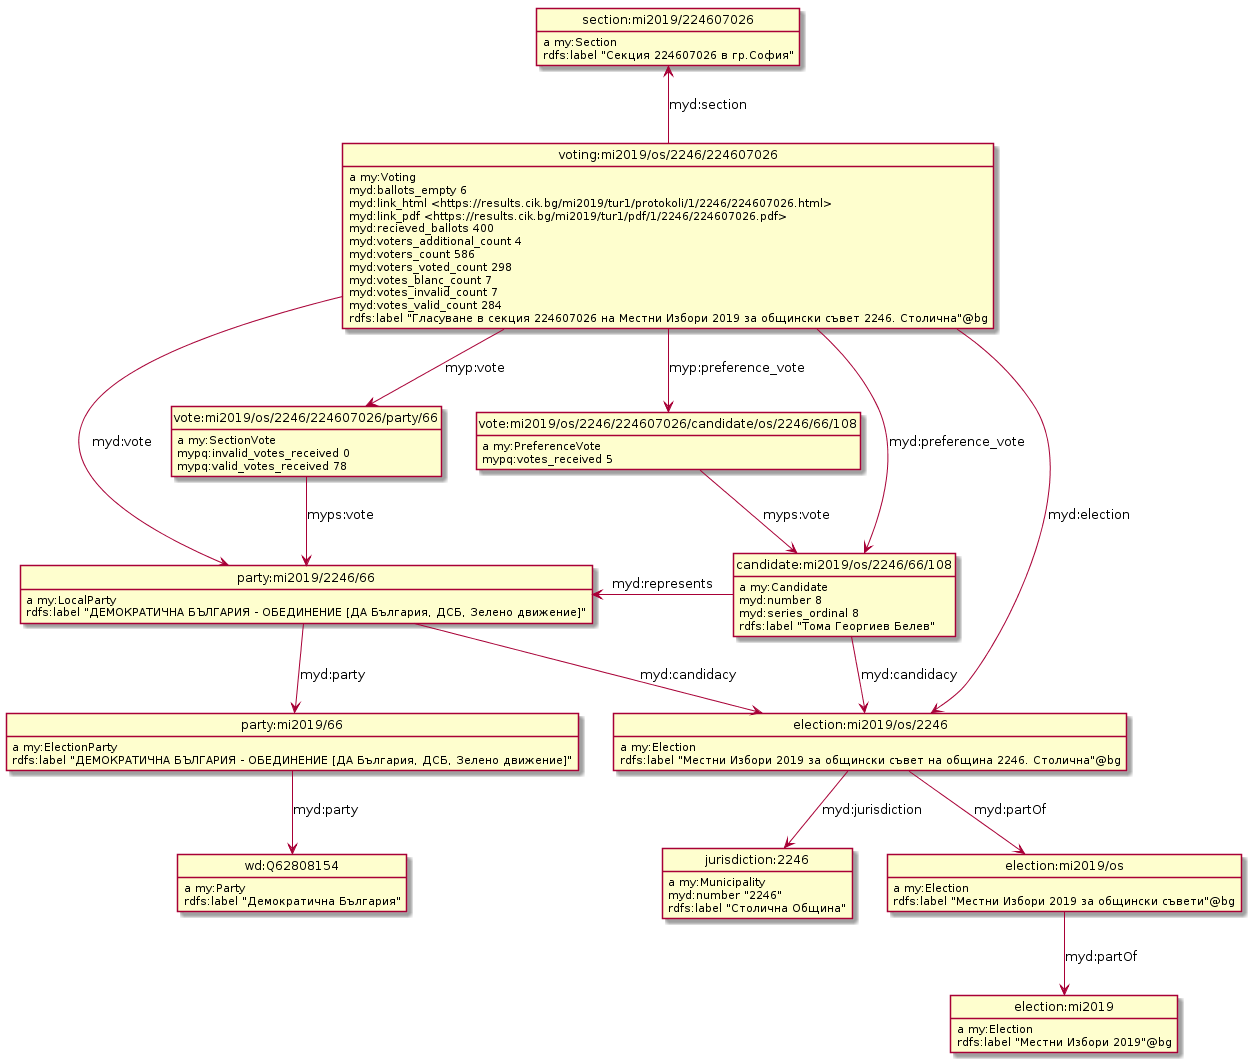 section:mi2019/224607026
a my:Section
rdfs:label "Секция 224607026 в гр.София"
myd:section
voting:mi2019/os/2246/224607026
a my:Voting
myd:ballots_empty 6
myd:link_html <https://results.cik.bg/mi2019/tur1/protokoli/1/2246/224607026.html>
myd:link_pdf <https://results.cik.bg/mi2019/tur1/pdf/1/2246/224607026.pdf>
myd:recieved_ballots 400
myd:voters_additional_count 4
myd:voters_count 586
myd:voters_voted_count 298
myd:votes_blanc_count 7
myd:votes_invalid_count 7
myd:votes_valid_count 284
rdfs:label "Гласуване в секция 224607026 на Местни Избори 2019 за общински съвет 2246. Столична"@bg
myp:vote
myp:preference_vote
myd:vote
myd:preference_vote
vote:mi2019/os/2246/224607026/party/66
a my:SectionVote
mypq:invalid_votes_received 0
mypq:valid_votes_received 78
vote:mi2019/os/2246/224607026/candidate/os/2246/66/108
a my:PreferenceVote
mypq:votes_received 5
myps:vote
myps:vote
myd:election
party:mi2019/2246/66
a my:LocalParty
rdfs:label "ДЕМОКРАТИЧНА БЪЛГАРИЯ - ОБЕДИНЕНИЕ [ДА България, ДСБ, Зелено движение]"
myd:represents
candidate:mi2019/os/2246/66/108
a my:Candidate
myd:number 8
myd:series_ordinal 8
rdfs:label "Тома Георгиев Белев"
myd:party
myd:candidacy
myd:candidacy
party:mi2019/66
a my:ElectionParty
rdfs:label "ДЕМОКРАТИЧНА БЪЛГАРИЯ - ОБЕДИНЕНИЕ [ДА България, ДСБ, Зелено движение]"
election:mi2019/os/2246
a my:Election
rdfs:label "Местни Избори 2019 за общински съвет на община 2246. Столична"@bg
myd:party
myd:jurisdiction
myd:partOf
wd:Q62808154
a my:Party
rdfs:label "Демократична България"
jurisdiction:2246
a my:Municipality
myd:number "2246"
rdfs:label "Столична Община"
election:mi2019/os
a my:Election
rdfs:label "Местни Избори 2019 за общински съвети"@bg
myd:partOf
election:mi2019
a my:Election
rdfs:label "Местни Избори 2019"@bg